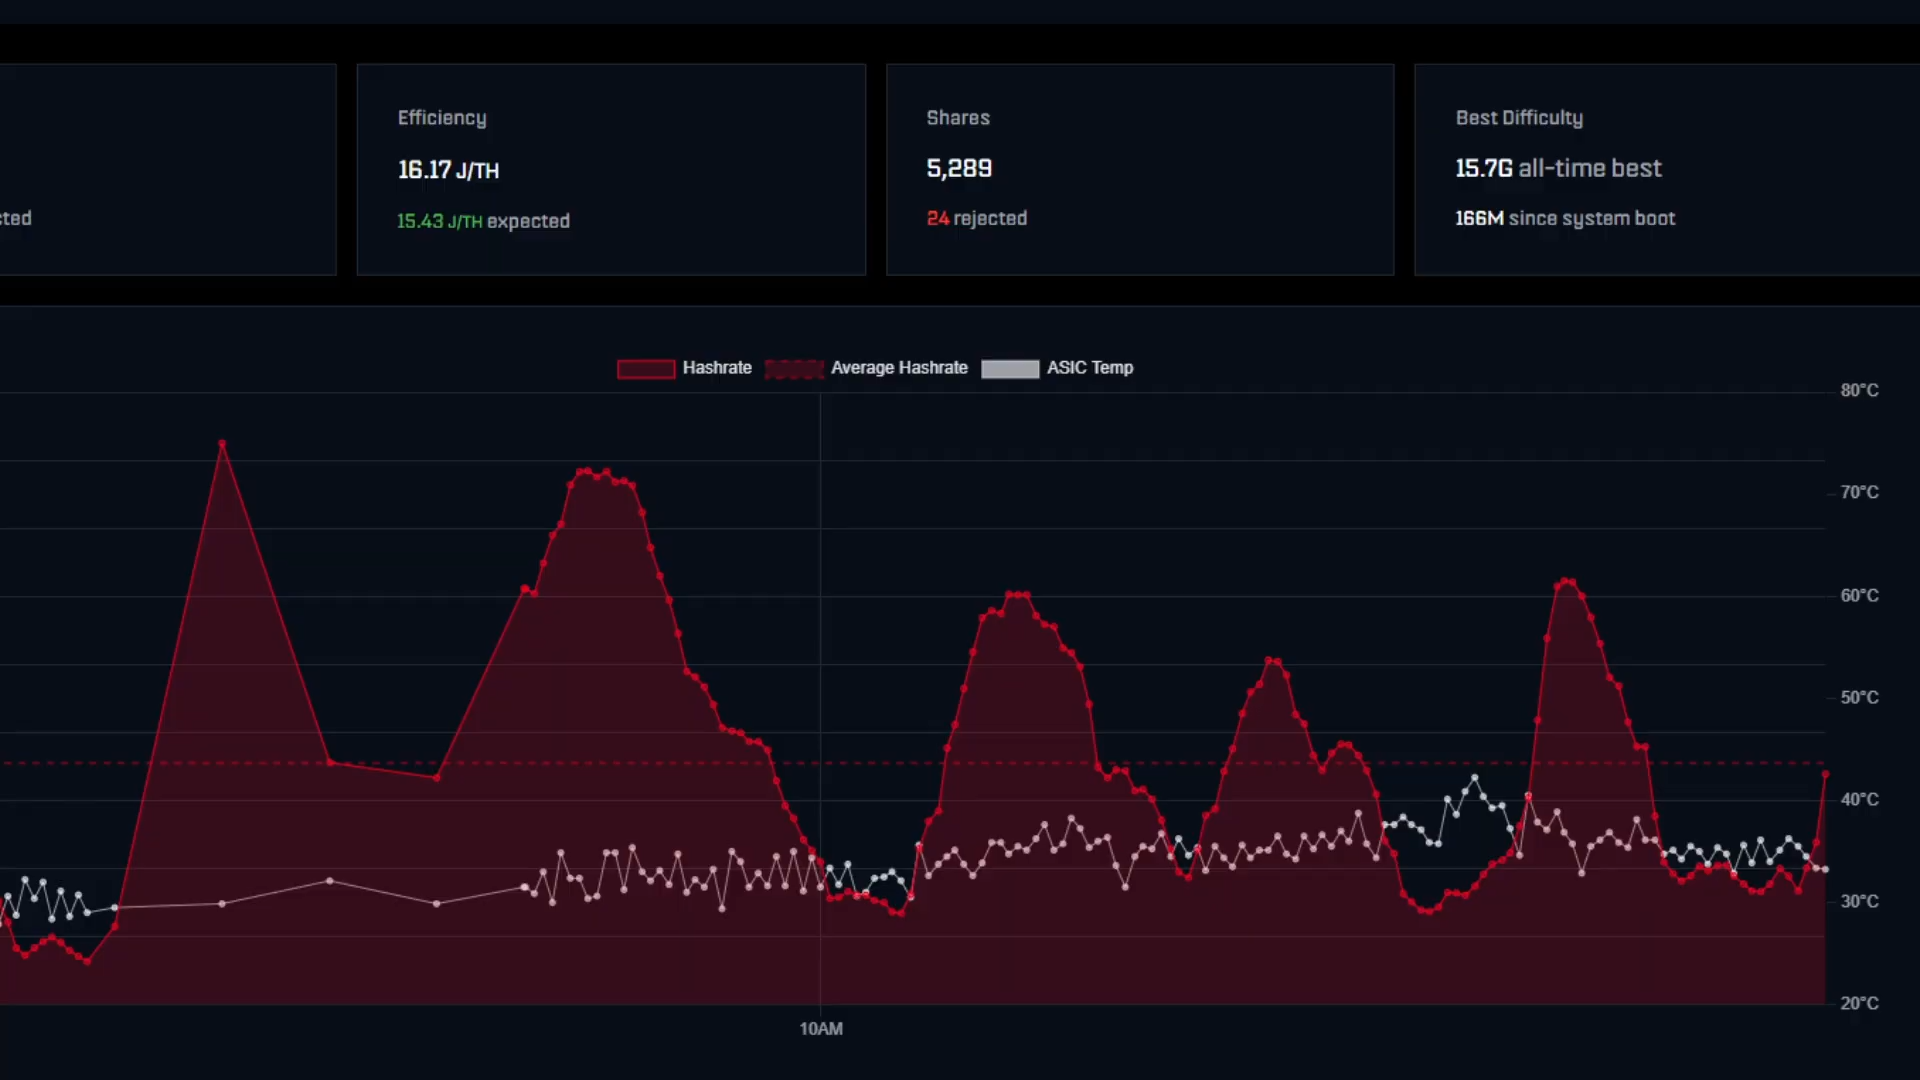 cted
Efficiency
16.17 J/TH
15.43 J/TH expected
Shares
5,289
24 rejected
Best Difficulty
15.7G all-time best
166M since system boot
Hashrate
Average Hashrate
ASIC Temp
80°C
70°C
60°C
50°C
40°C
30°C
20°C
10AM